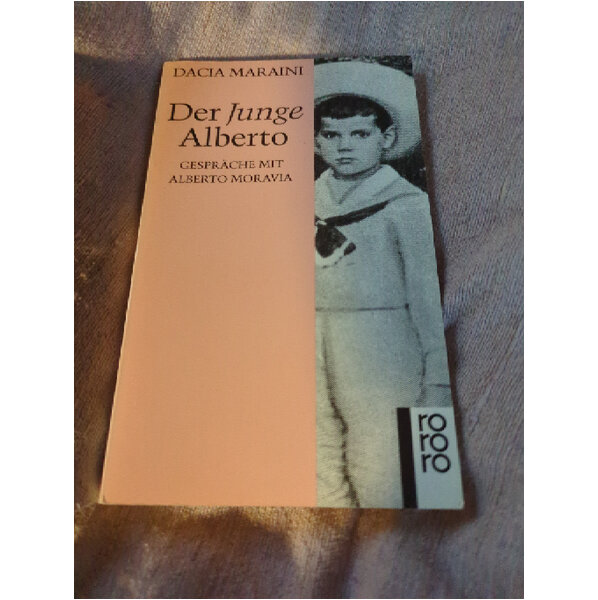 DACIA MARAINI
Der Junge
Alberto
GESPRÄCHE MIT
ALBERTO MORAVIA
ro
ro
ro